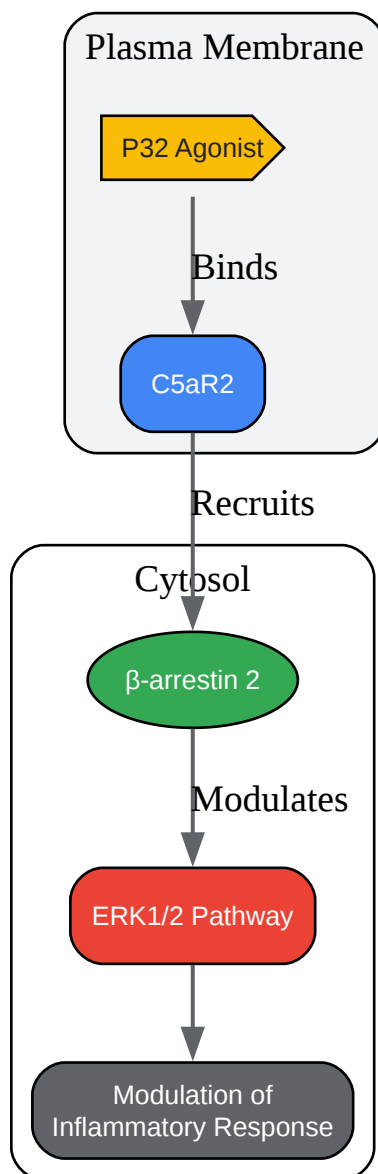 Plasma Membrane
P32 Agonist
Binds
C5aR2
Recruits
Cytosol
β-arrestin 2
Modulates
ERK1/2 Pathway
Modulation of
Inflammatory Response